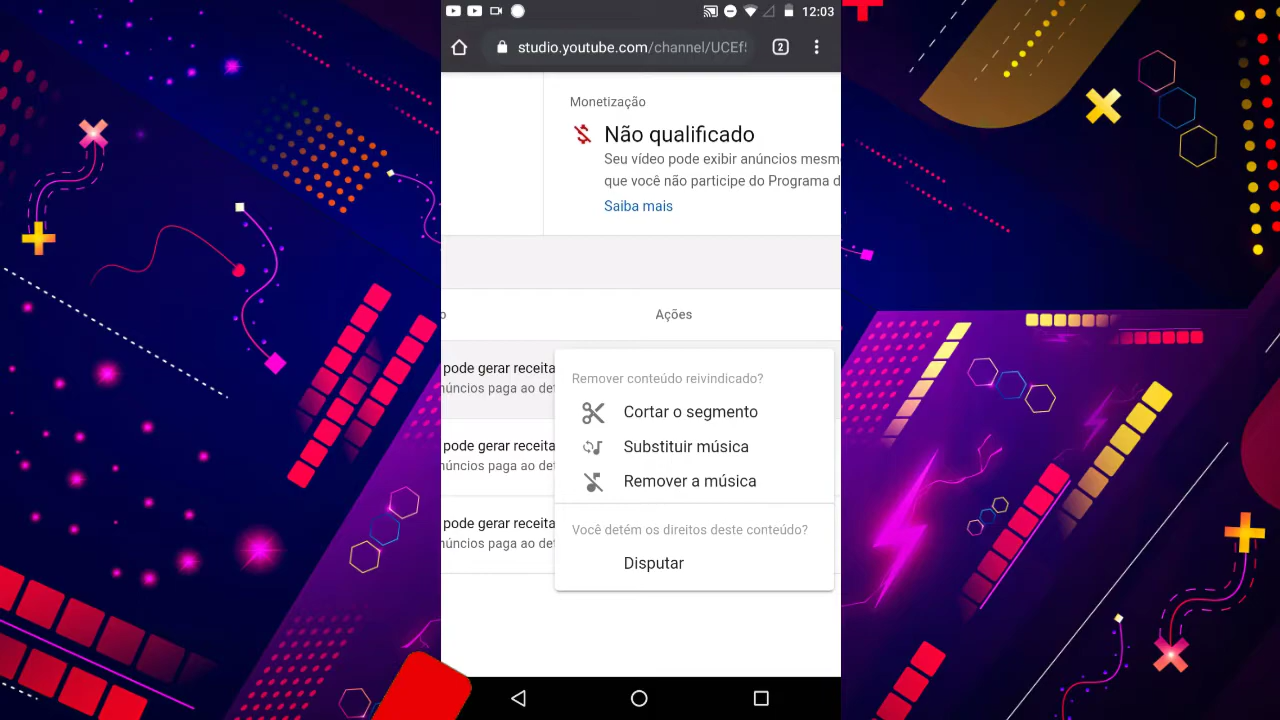 12:03
studio.youtube.com/channel/UCEf
2
Monetização
Não qualificado
Seu vídeo pode exibir anúncios mesm
que você não participe do Programa d
Saiba mais
o
Ações
pode gerar receita
núncios paga ao det
Remover conteúdo reivindicado?
Cortar o segmento
pode gerar receita
núncios paga ao det
Substituir música
Remover a música
pode gerar receita
núncios paga ao det
Você detém os direitos deste conteúdo?
Disputar